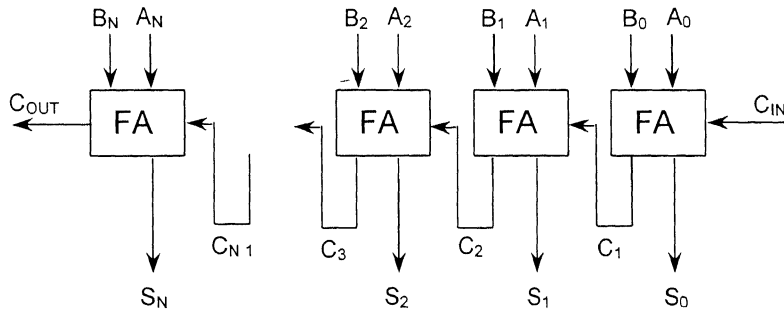 B_N A_N B_2 A_2 B_1 A_1 B_0 A_0
C_OUT FA FA FA FA C_IN
C_N 1 C_3 C_2 C_1
S_N S_2 S_1 S_0